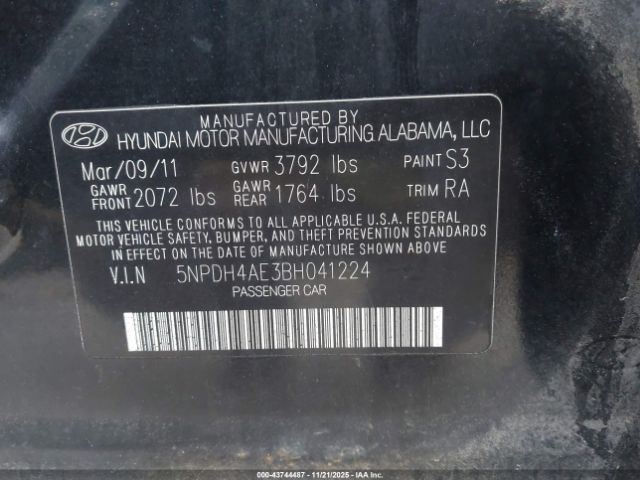 MANUFACTURED BY
HYUNDAI MOTOR MANUFACTURING ALABAMA, LLC
Mar/09/11 GVWR 3792 lbs PAINT S3
GAWR FRONT 2072 lbs GAWR REAR 1764 lbs TRIM RA
THIS VEHICLE CONFORMS TO ALL APPLICABLE U.S.A. FEDERAL
MOTOR VEHICLE SAFETY, BUMPER, AND THEFT PREVENTION STANDARDS
IN EFFECT ON THE DATE OF MANUFACTURE SHOWN ABOVE.
V.I.N 5NPDH4AE3BH041224
PASSENGER CAR
000-43744487 - 11/21/2025 - IAAI.COM